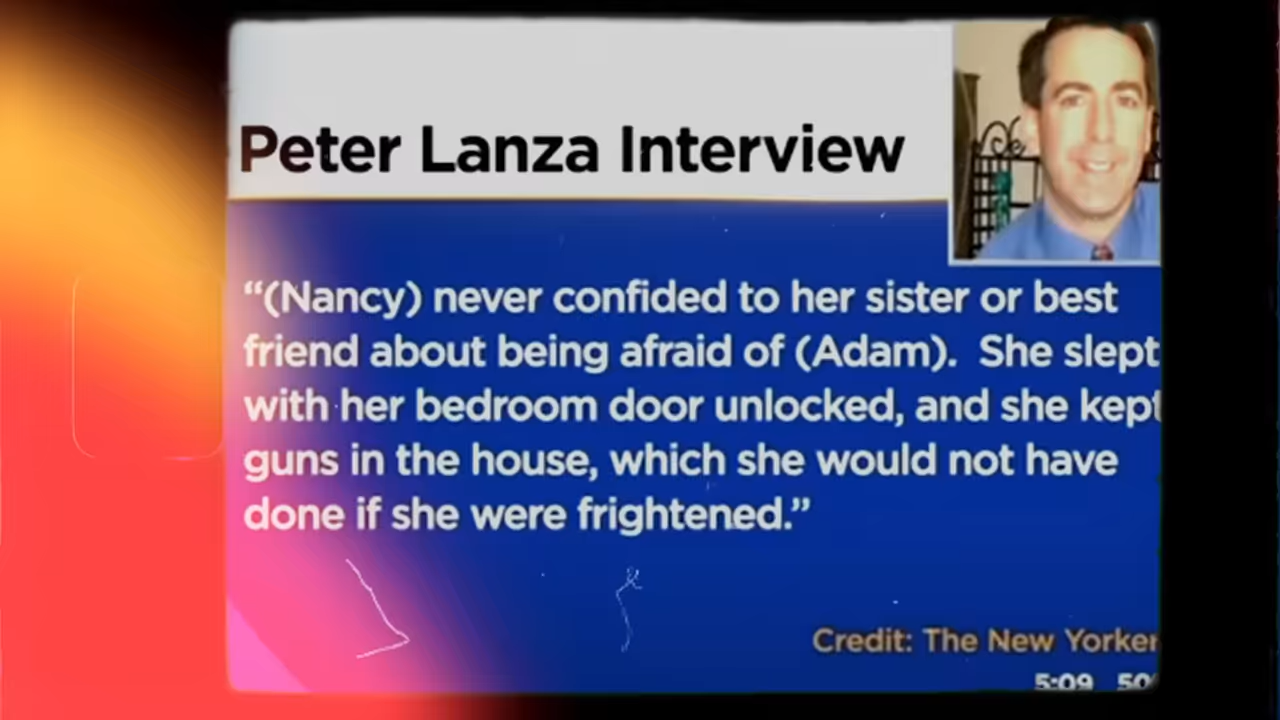 Peter Lanza Interview
“(Nancy) never confided to her sister or best
friend about being afraid of (Adam). She slept
with her bedroom door unlocked, and she kept
guns in the house, which she would not have
done if she were frightened.”
Credit: The New Yorker
5:09 50°